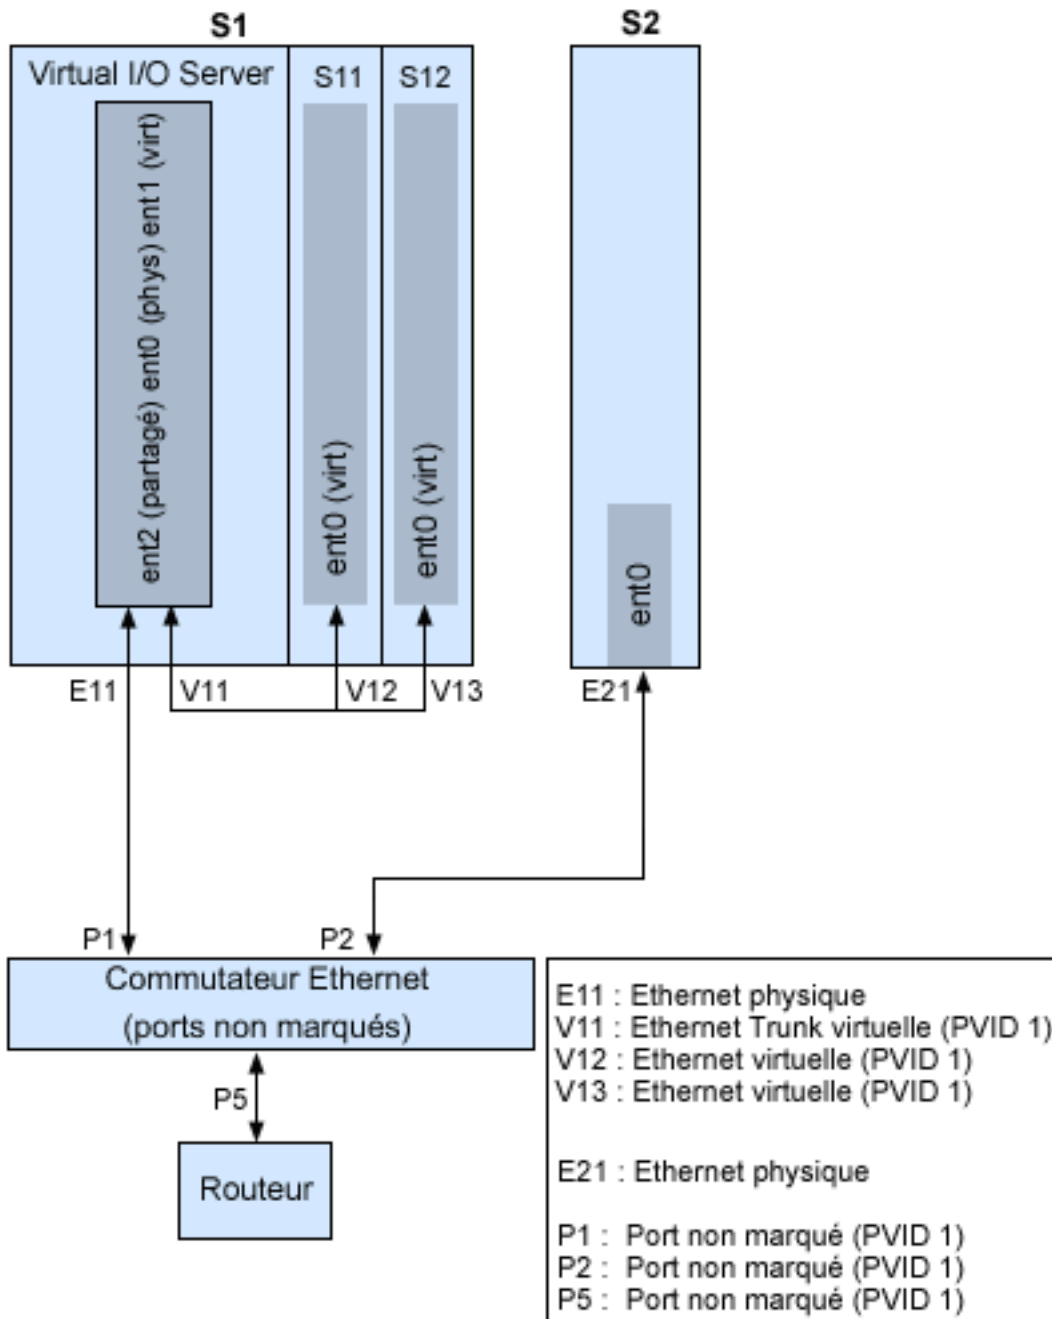 S1
S2
Virtual I/O Server
S11
S12
ent2 (partagé) ent0 (phys) ent1 (virt)
ent0 (virt)
ent0 (virt)
ent0
E11
V11
V12
V13
E21
P1
P2
Commutateur Ethernet
(ports non marqués)
P5
Routeur
E11 : Ethernet physique
V11 : Ethernet Trunk virtuelle (PVID 1)
V12 : Ethernet virtuelle (PVID 1)
V13 : Ethernet virtuelle (PVID 1)
E21 : Ethernet physique
P1 : Port non marqué (PVID 1)
P2 : Port non marqué (PVID 1)
P5 : Port non marqué (PVID 1)